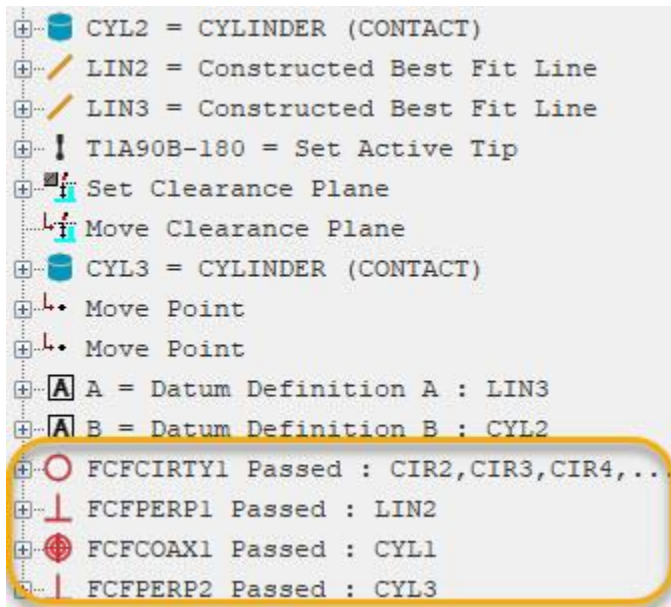 CYL2 = CYLINDER (CONTACT)
LIN2 = Constructed Best Fit Line
LIN3 = Constructed Best Fit Line
T1A90B-180 = Set Active Tip
Set Clearance Plane
Move Clearance Plane
CYL3 = CYLINDER (CONTACT)
Move Point
Move Point
A A = Datum Definition A : LIN3
A B = Datum Definition B : CYL2
FCFCIRTY1 Passed : CIR2,CIR3,CIR4,...
FCFPERP1 Passed : LIN2
FCFCOAX1 Passed : CYL1
FCFPERP2 Passed : CYL3